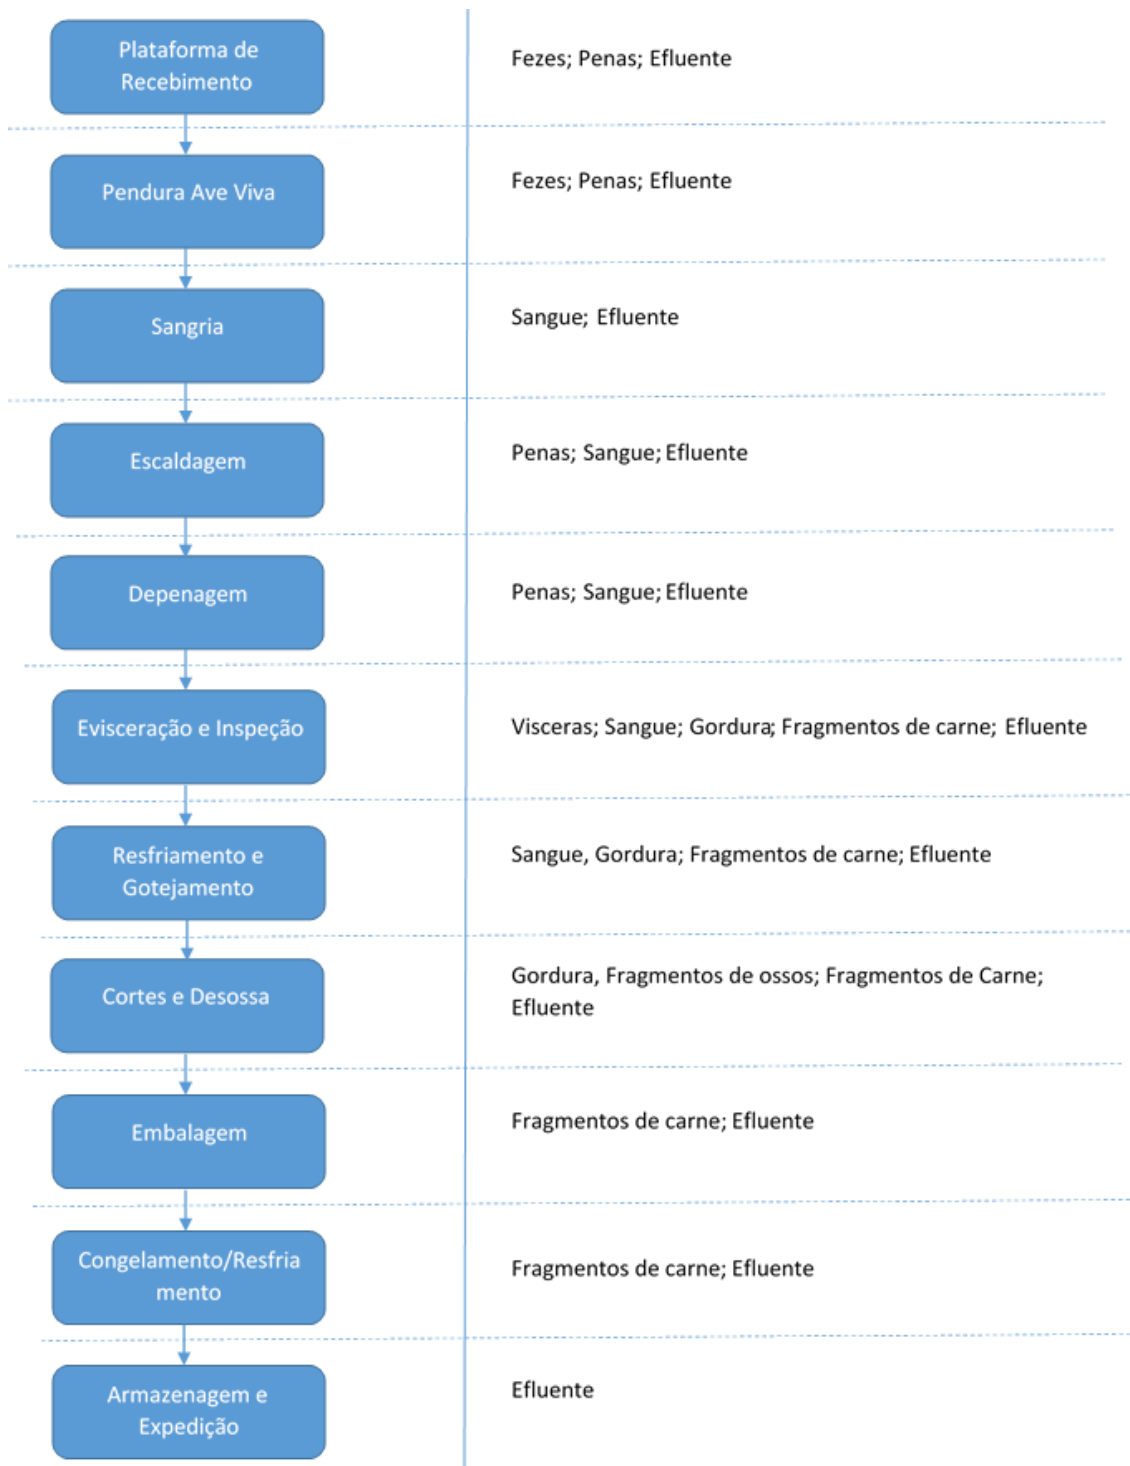 Plataforma de
Recebimento
Fezes; Penas; Efluente
Pendura Ave Viva
Fezes; Penas; Efluente
Sangria
Sangue; Efluente
Escaldagem
Penas; Sangue; Efluente
Depenagem
Penas; Sangue; Efluente
Evisceração e Inspeção
Visceras; Sangue; Gordura; Fragmentos de carne; Efluente
Resfriamento e
Gotejamento
Sangue, Gordura; Fragmentos de carne; Efluente
Cortes e Desossa
Gordura, Fragmentos de ossos; Fragmentos de Carne;
Efluente
Embalagem
Fragmentos de carne; Efluente
Congelamento/Resfria
mento
Fragmentos de carne; Efluente
Armazenagem e
Expedição
Efluente